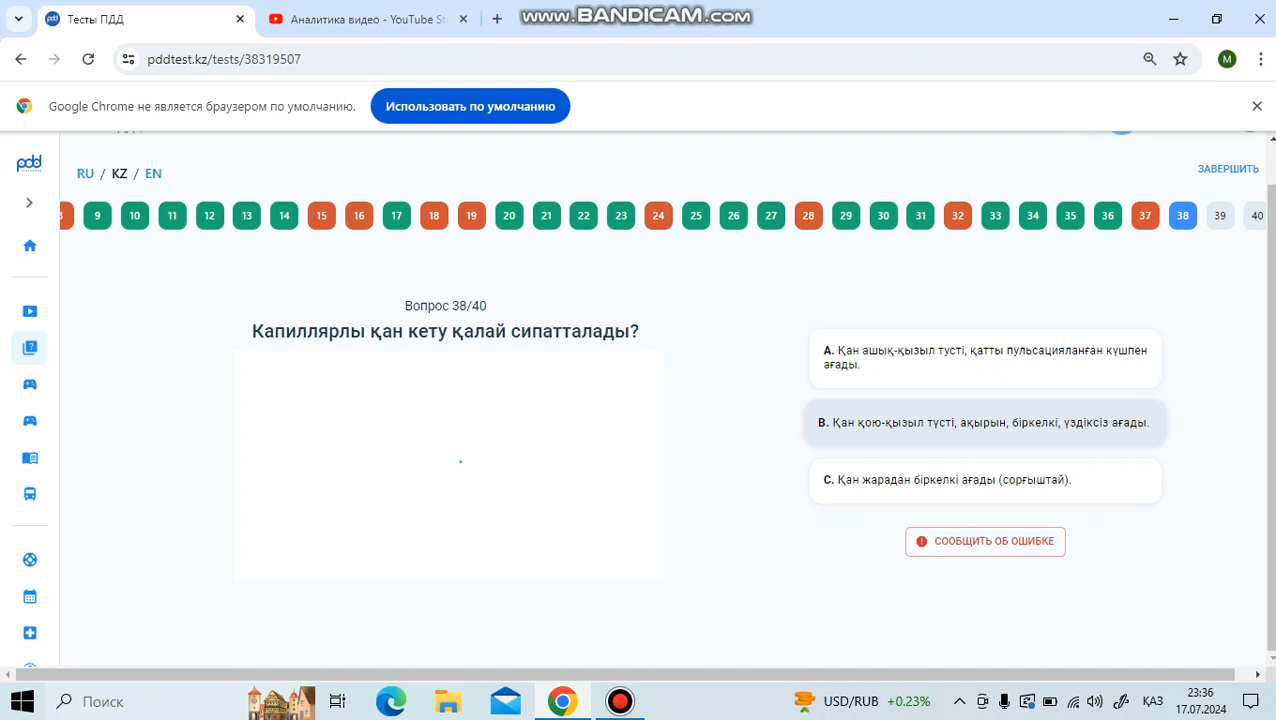 Тесты ПДД
Аналитика видео - YouTube St
www.BANDICAM.com
pddtest.kz/tests/38319507
M
Google Chrome не является браузером по умолчанию.
Использовать по умолчанию
pdd
RU / KZ / EN
ЗАВЕРШИТЬ
9 10 11 12 13 14 15 16 17 18 19 20 21 22 23 24 25 26 27 28 29 30 31 32 33 34 35 36 37 38 39 40
Вопрос 38/40
Капиллярлы қан кету қалай сипатталады?
A. Қан ашық-қызыл тусті, қатты пульсацияланған күшпен
ағады.
B. Қан қою-қызыл түсті, ақырын, біркелкі, үздіксіз ағады.
C. Қан жарадан біркелкі ағады (сорғыштай).
СООБЩИТЬ ОБ ОШИБКЕ
Поиск
USD/RUB +0.23%
ҚАЗ
23:36
17.07.2024